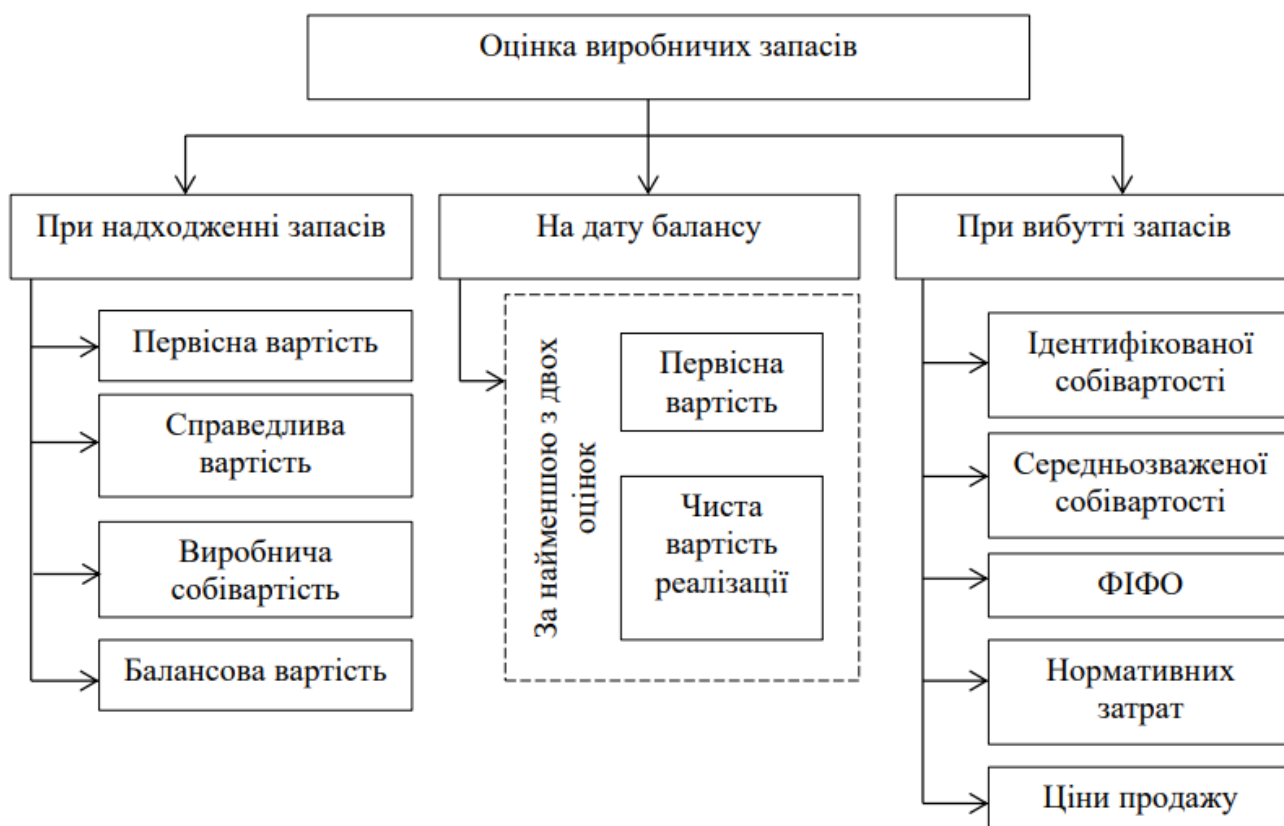 Оцінка виробничих запасів
При надходженні запасів
Первісна вартість
Справедлива
вартість
Виробнича
собівартість
Балансова вартість
На дату балансу
За найменшою з двох
оцінок
Первісна
вартість
Чиста
вартість
реалізації
При вибутті запасів
Ідентифікованої
собівартості
Середньозваженої
собівартості
ФІФО
Нормативних
затрат
Ціни продажу